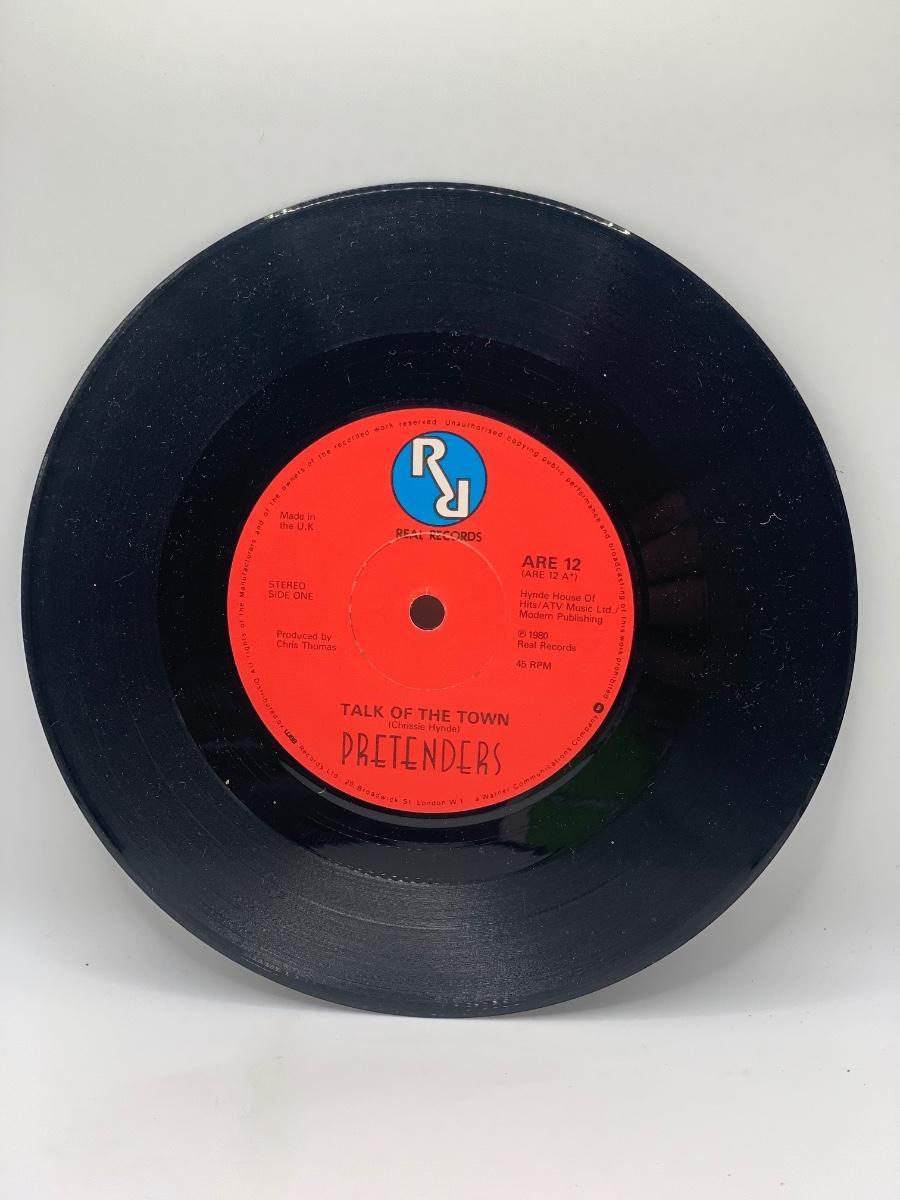 All rights of the Manufacturers and of the owners of the recorded work reserved Unauthorised copying public performance and broadcasting of this work prohibited
RR
REAL RECORDS
Made in
the U.K
STEREO
SIDE ONE
Produced by
Chris Thomas
ARE 12
(ARE 12 A*)
Hynde House Of
Hits/ATV Music Ltd./
Modern Publishing
℗ 1980
Real Records
45 RPM
TALK OF THE TOWN
(Chrissie Hynde)
PRETENDERS
Distributed by wea Records Ltd. 20, Broadwick St London W.1. a Warner Communications Company